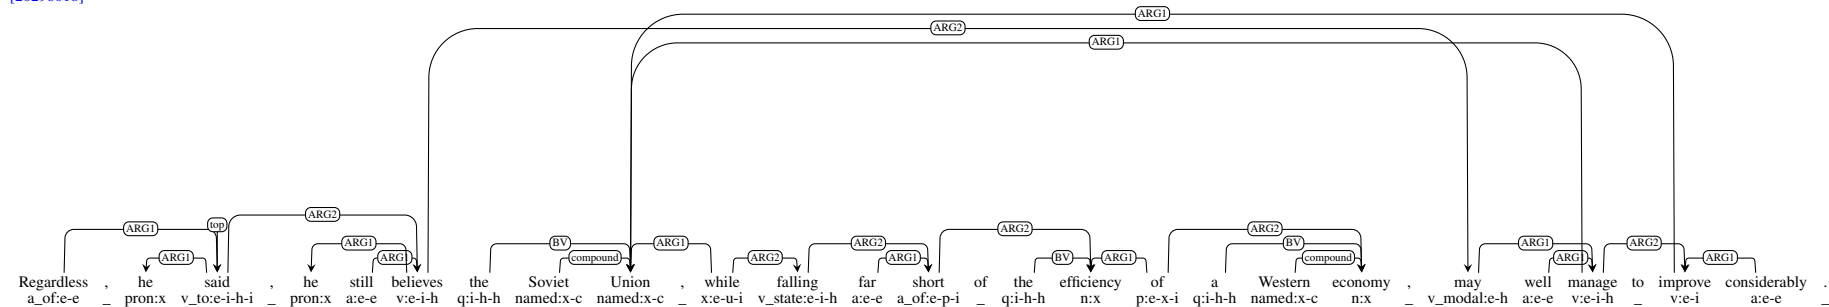 ARG1
ARG2
ARG1
ARG2
top
ARG1 ARG2 ARG2
ARG1 ARG1 BV ARG1 ARG2 ARG2 BV ARG1 ARG2
ARG1 compound ARG1 BV ARG1 compound ARG1 ARG1
Regardless , he said , he still believes the Soviet Union , while falling far short of the efficiency of a Western economy , may well manage to improve considerably .
a_of:e-e _ pron:x v_to:e-i-h-i _ pron:x a:e-e v:e-i-h q:i-h-h named:x-c named:x-c _ x:e-u-i v_state:e-i-h a:e-e a_of:e-p-i _ q:i-h-h n:x p:e-x-i q:i-h-h named:x-c n:x _ v_modal:e-h a:e-e v:e-i-h _ v:e-i a:e-e _